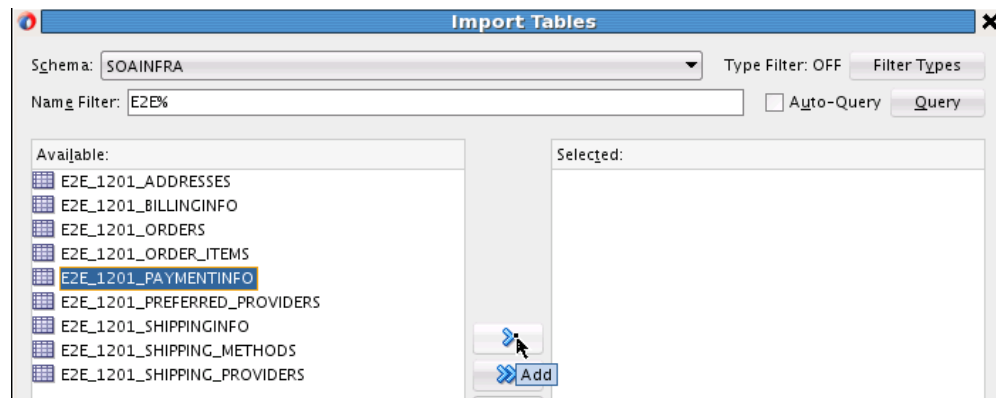 Import Tables
Schema: SOAINFRA Type Filter: OFF Filter Types
Name Filter: E2E% Auto-Query Query
Available: Selected:
E2E_1201_ADDRESSES
E2E_1201_BILLINGINFO
E2E_1201_ORDERS
E2E_1201_ORDER_ITEMS
E2E_1201_PAYMENTINFO
E2E_1201_PREFERRED_PROVIDERS
E2E_1201_SHIPPINGINFO
E2E_1201_SHIPPING_METHODS
E2E_1201_SHIPPING_PROVIDERS
Add